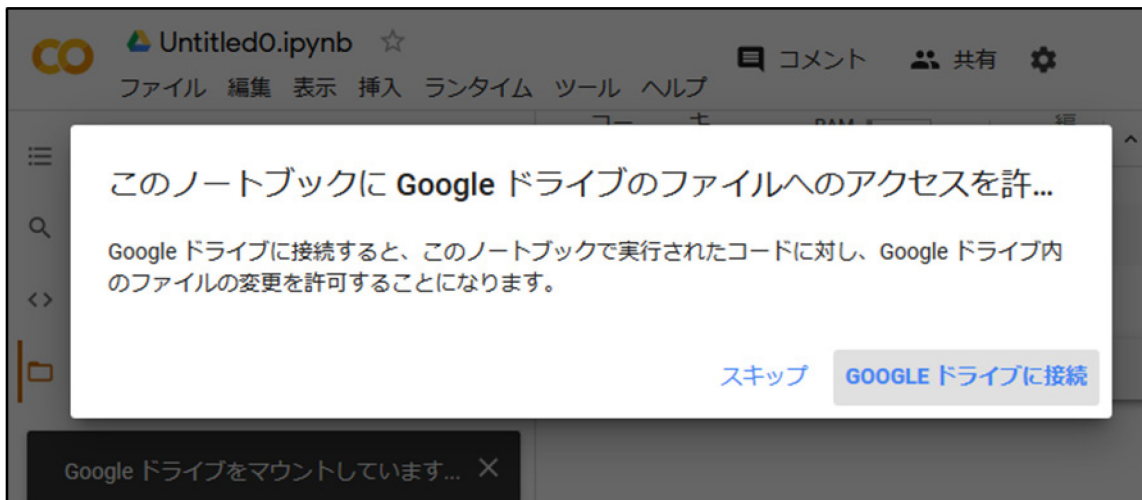 Untitled0.ipynb
コメント 共有
ファイル 編集 表示 挿入 ランタイム ツール ヘルプ
このノートブックに Google ドライブのファイルへのアクセスを許...
Google ドライブに接続すると、このノートブックで実行されたコードに対し、Google ドライブ内
のファイルの変更を許可することになります。
スキップ GOOGLE ドライブに接続
Google ドライブをマウントしています...